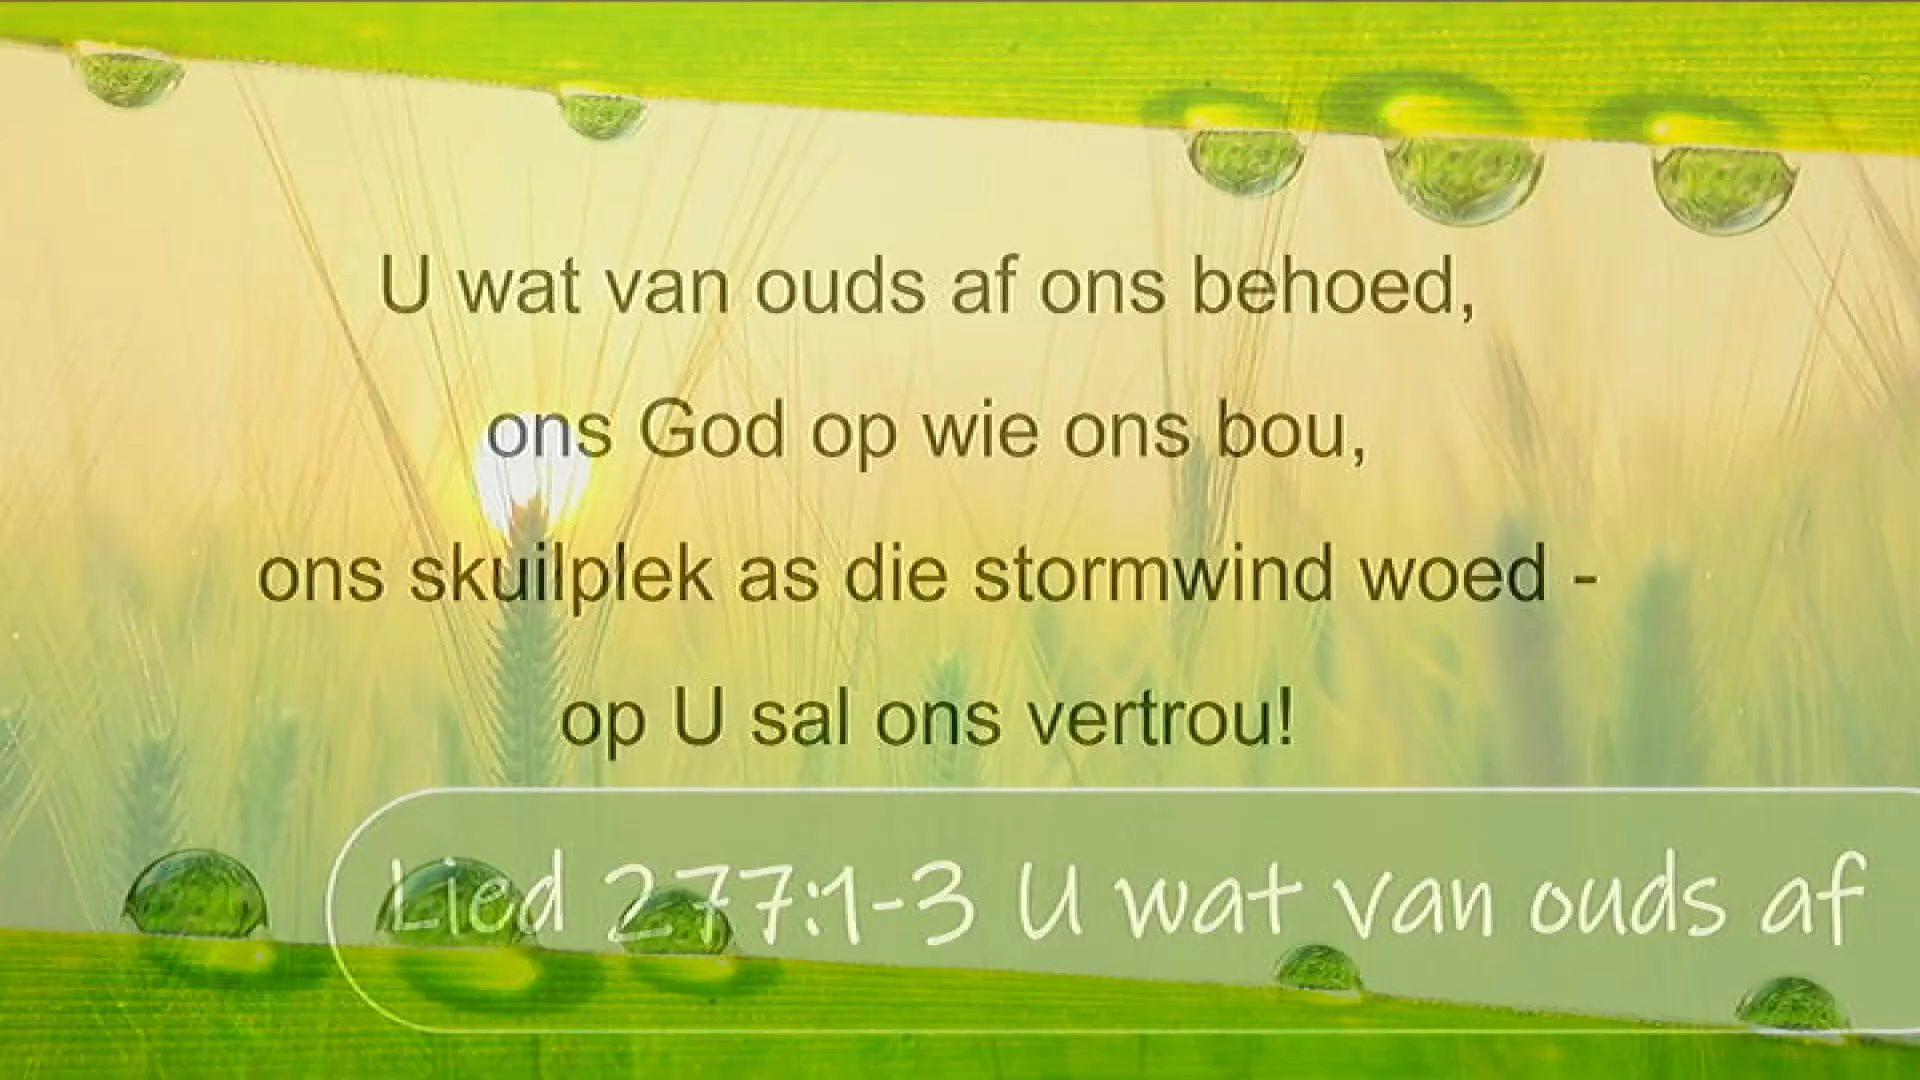 U wat van ouds af ons behoed,
ons God op wie ons bou,
ons skuilplek as die stormwind woed -
op U sal ons vertrou!
Lied 277:1-3 U wat van ouds af